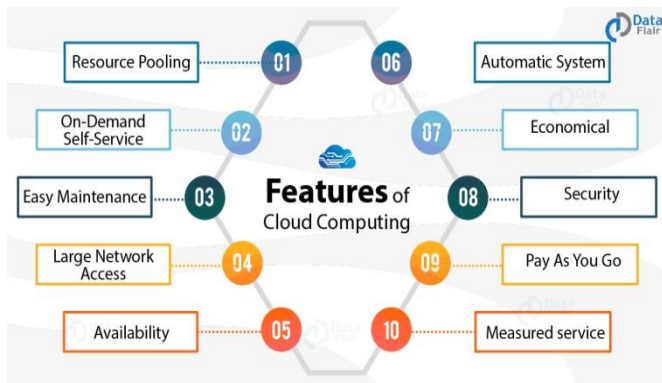 Data
Flair
Resource Pooling
01
06
Automatic System
On-Demand
Self-Service
02
07
Economical
Easy Maintenance
03
Features of
Cloud Computing
08
Security
Large Network
Access
04
09
Pay As You Go
Availability
05
10
Measured service
Data
Flair